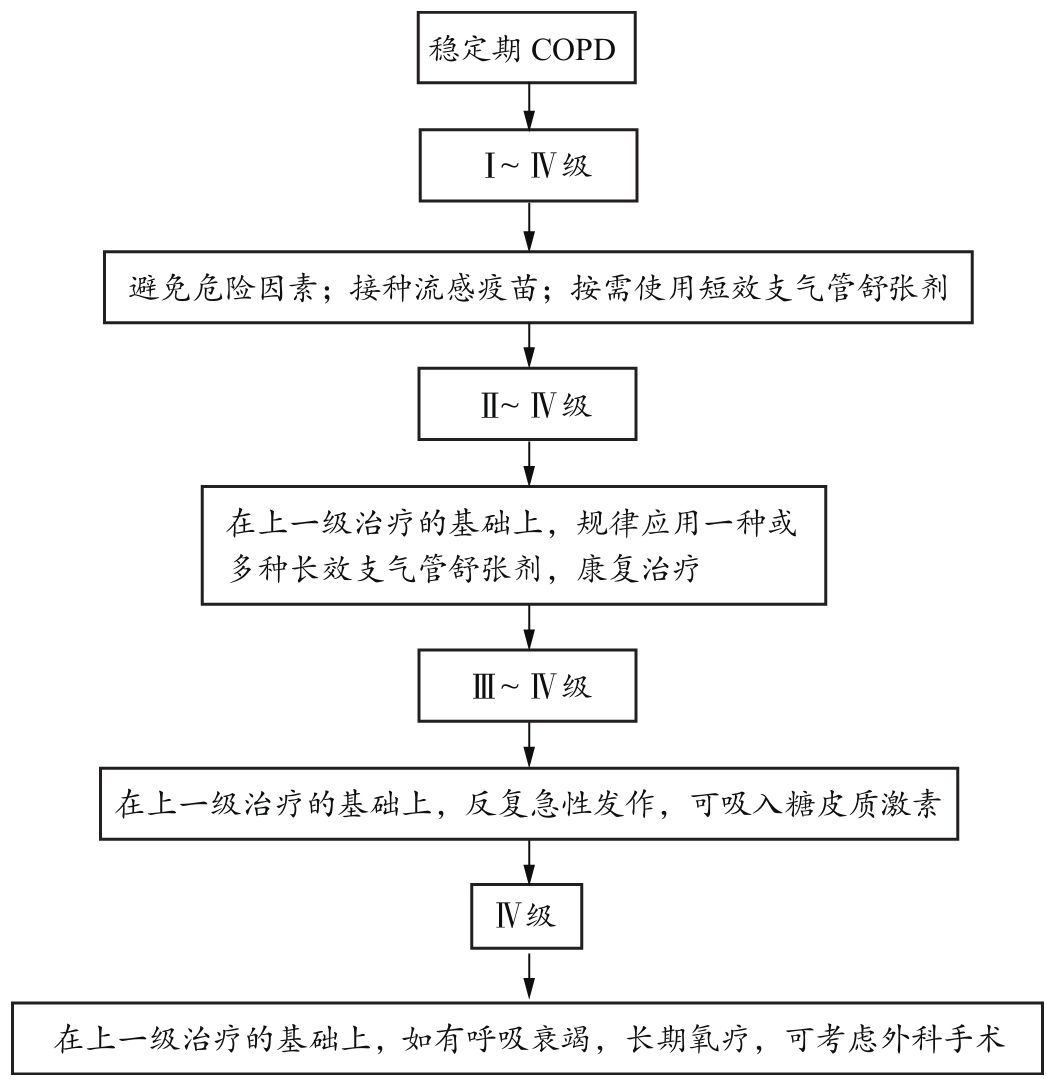 稳定期 COPD
Ⅰ~Ⅳ级
避免危险因素；接种流感疫苗；按需使用短效支气管舒张剂
Ⅱ~Ⅳ级
在上一级治疗的基础上，规律应用一种或
多种长效支气管舒张剂，康复治疗
Ⅲ~Ⅳ级
在上一级治疗的基础上，反复急性发作，可吸入糖皮质激素
Ⅳ级
在上一级治疗的基础上，如有呼吸衰竭，长期氧疗，可考虑外科手术